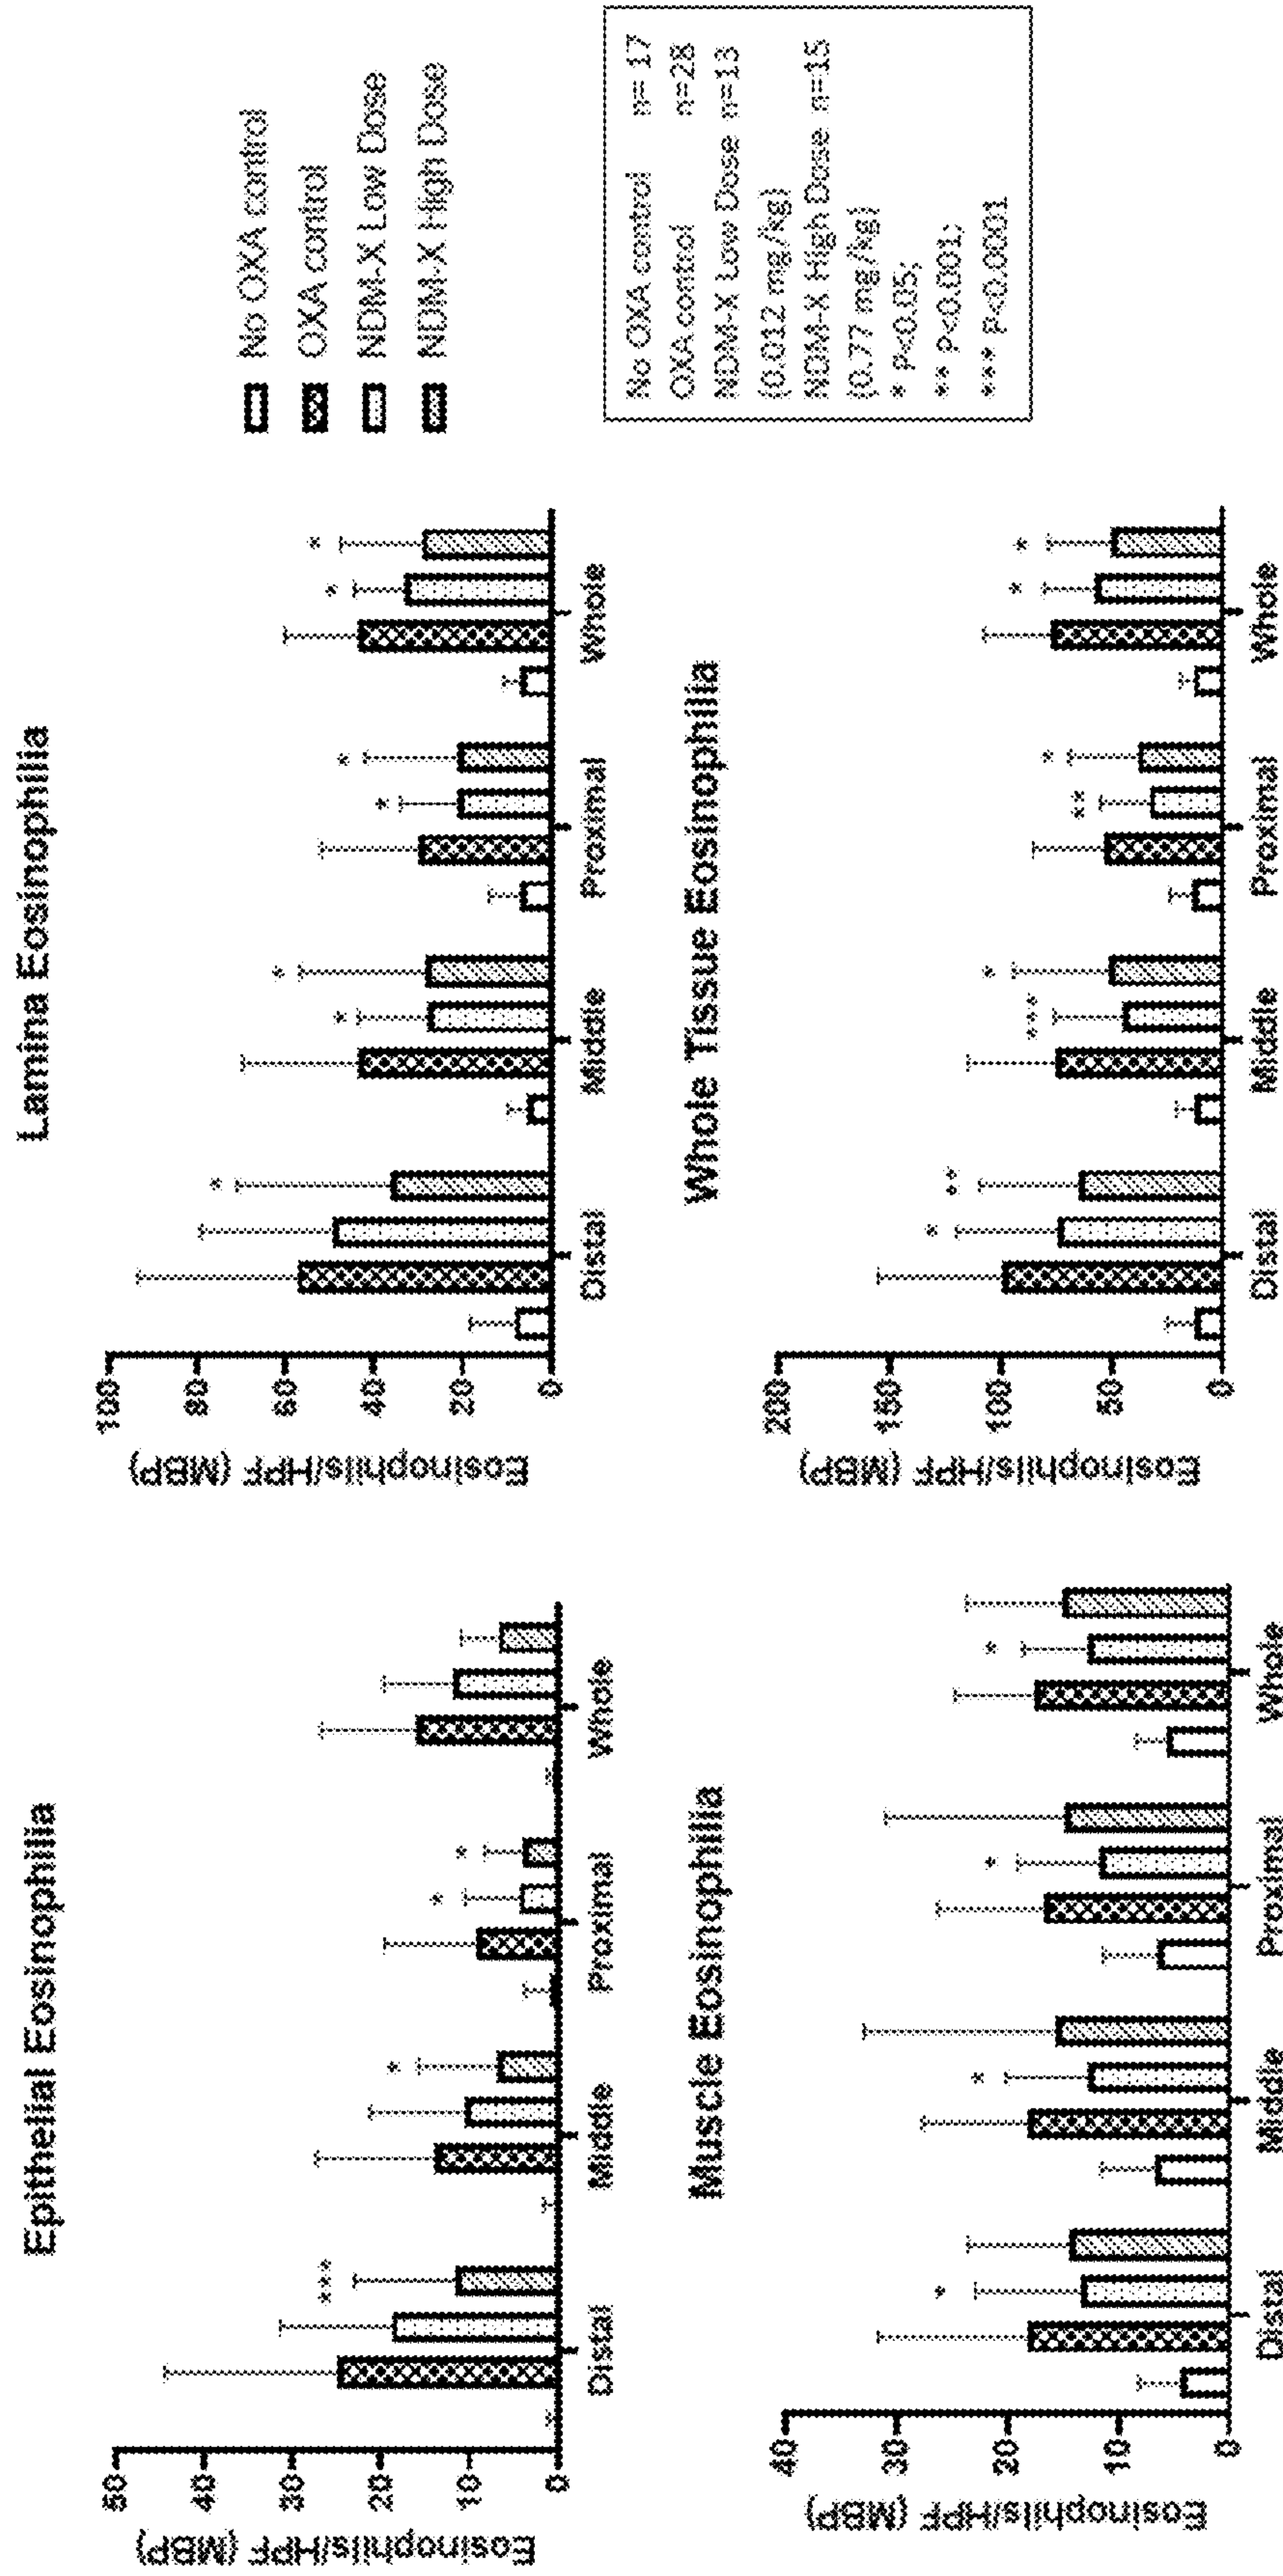 Epithelial Eosinophilia
Eosinophils/HPF (MBP)
50
40
30
20
10
0
***
*
*
*
Distal
Middle
Proximal
Whole
Lamina Eosinophilia
Eosinophils/HPF (MBP)
100
80
60
40
20
0
*
*
*
*
*
*
*
Distal
Middle
Proximal
Whole
No OXA control
OXA control
NDM-X Low Dose
NDM-X High Dose
Muscle Eosinophilia
Eosinophils/HPF (MBP)
40
30
20
10
0
*
*
*
*
Distal
Middle
Proximal
Whole
Whole Tissue Eosinophilia
Eosinophils/HPF (MBP)
200
150
100
50
0
*
**
***
*
**
*
*
*
Distal
Middle
Proximal
Whole
No OXA control n= 17
OXA control n=28
NDM-X Low Dose n=13
(0.012 mg/kg)
NDM-X High Dose n=15
(0.77 mg/kg)
* P<0.05;
** P<0.001;
*** P<0.0001